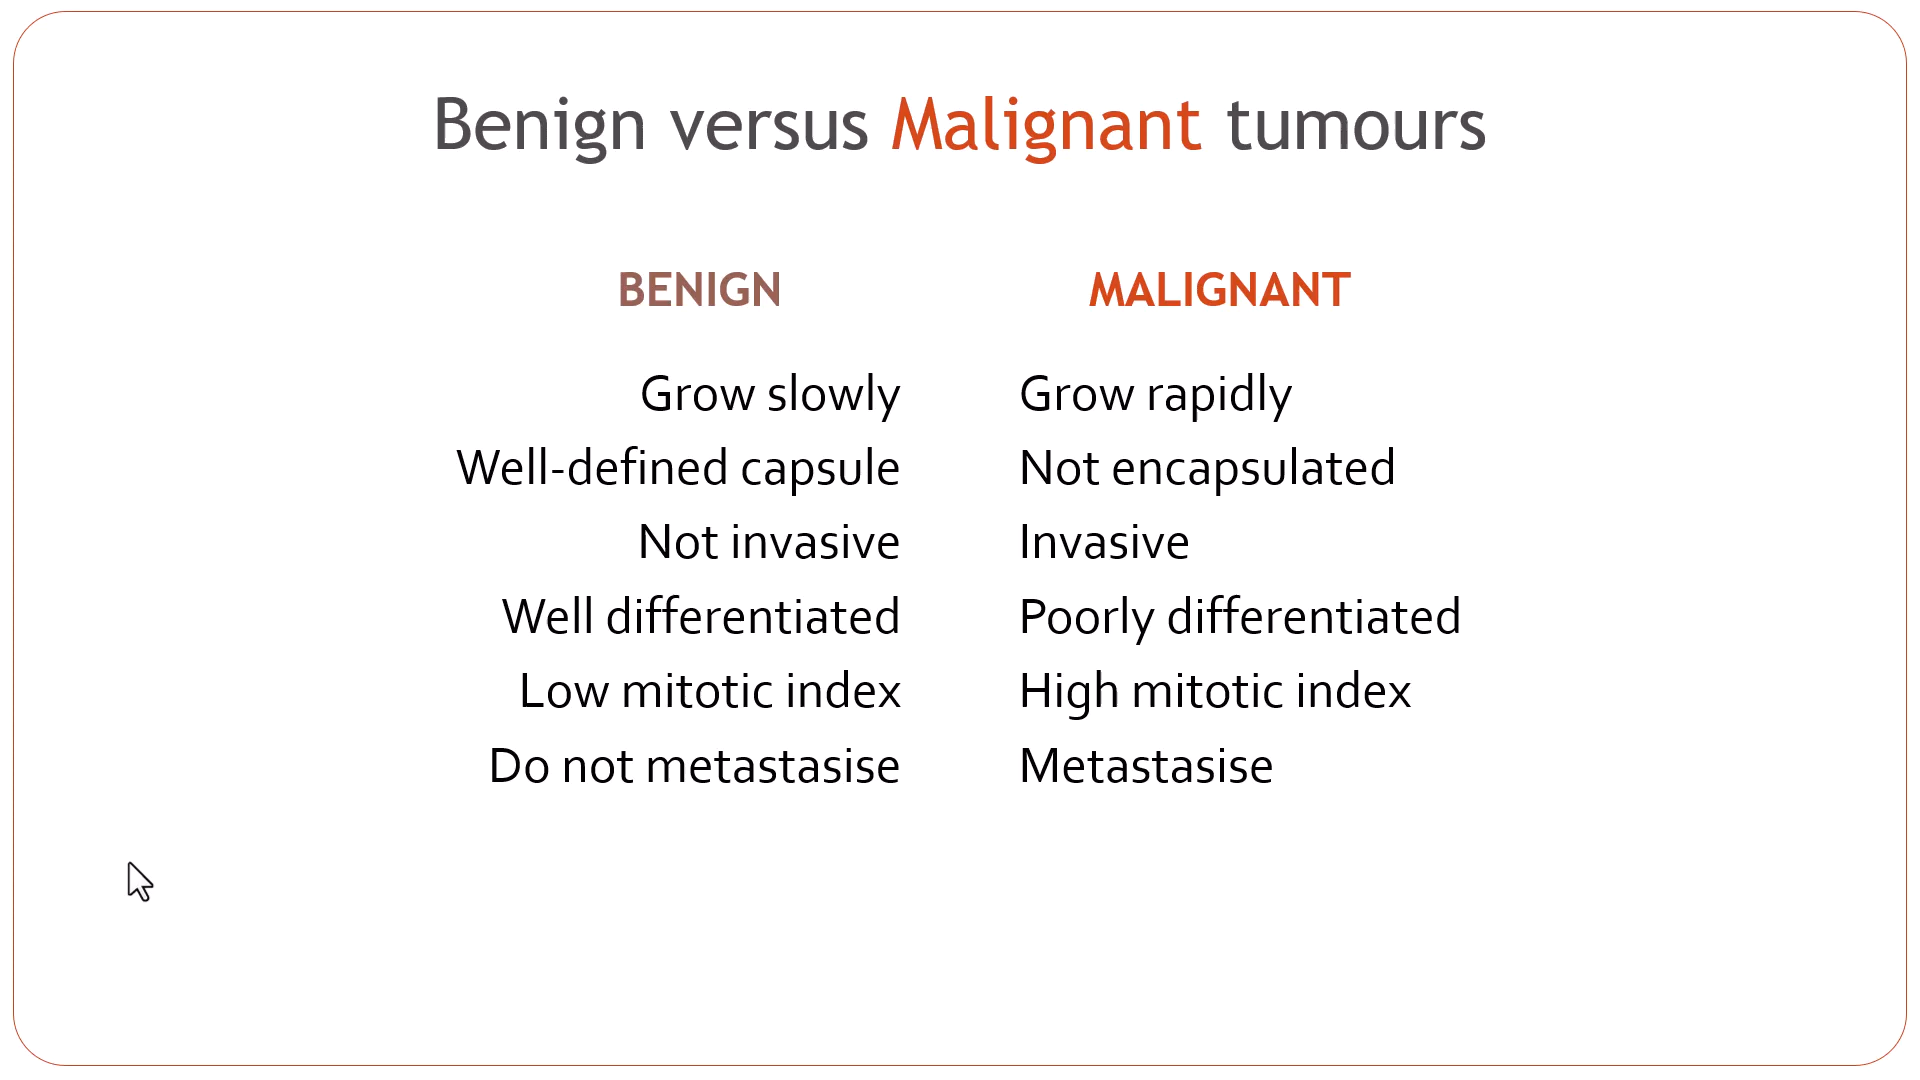 Benign versus Malignant tumours
BENIGN MALIGNANT
Grow slowly Grow rapidly
Well-defined capsule Not encapsulated
Not invasive Invasive
Well differentiated Poorly differentiated
Low mitotic index High mitotic index
Do not metastasise Metastasise